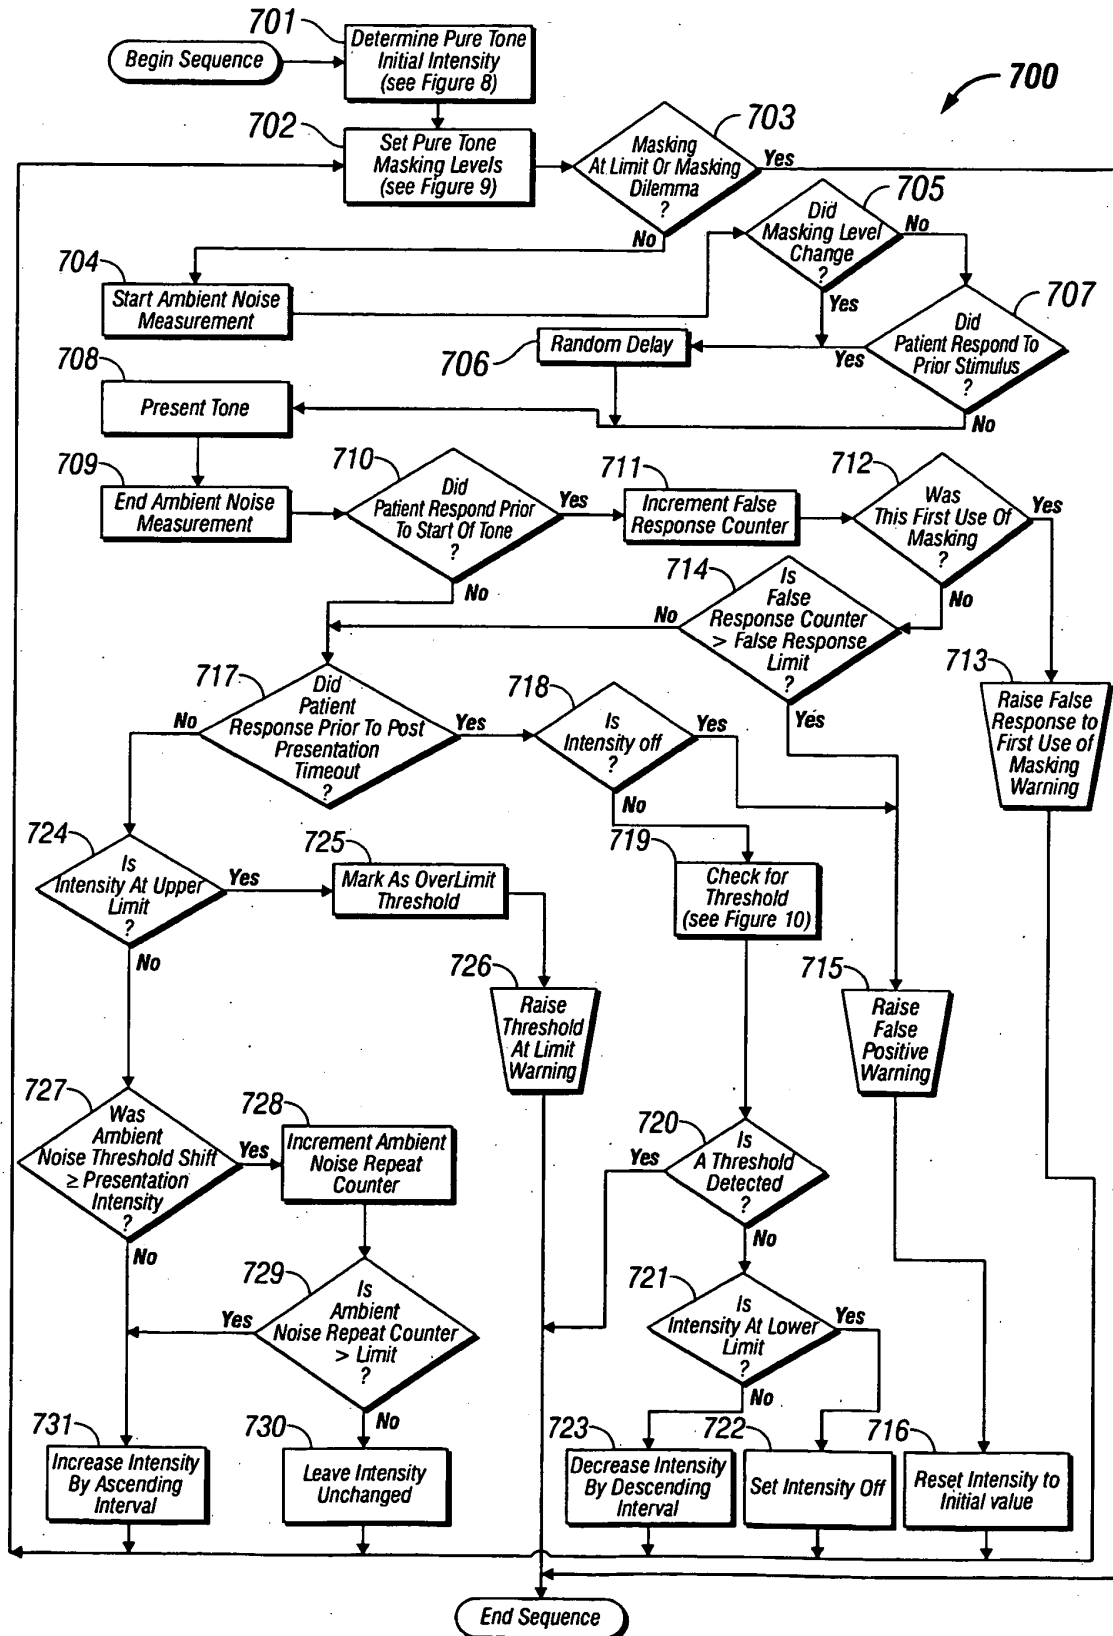 701
Determine Pure Tone
Initial Intensity
(see Figure 8)
Begin Sequence
700
702
Set Pure Tone
Masking Levels
(see Figure 9)
703
Masking
At Limit Or Masking
Dilemma
?
Yes
No
705
Did
Masking Level
Change
?
No
Yes
704
Start Ambient Noise
Measurement
707
Did
Patient Respond To
Prior Stimulus
?
Yes
No
706
Random Delay
708
Present Tone
709
End Ambient Noise
Measurement
710
Did
Patient Respond Prior
To Start Of Tone
?
Yes
No
711
Increment False
Response Counter
712
Was
This First Use Of
Masking
?
Yes
No
714
Is
False
Response Counter
> False Response
Limit
?
No
Yes
713
Raise False
Response to
First Use of
Masking
Warning
717
Did
Patient
Response Prior To Post
Presentation
Timeout
?
No
Yes
718
Is
Intensity off
?
Yes
No
724
Is
Intensity At Upper
Limit
?
Yes
No
725
Mark As OverLimit
Threshold
719
Check for
Threshold
(see Figure 10)
726
Raise
Threshold
At Limit
Warning
715
Raise
False
Positive
Warning
727
Was
Ambient
Noise Threshold Shift
≥ Presentation
Intensity
?
Yes
No
728
Increment Ambient
Noise Repeat
Counter
720
Is
A Threshold
Detected
?
Yes
No
729
Is
Ambient
Noise Repeat Counter
> Limit
?
Yes
No
721
Is
Intensity At Lower
Limit
?
Yes
No
731
Increase Intensity
By Ascending
Interval
730
Leave Intensity
Unchanged
723
Decrease Intensity
By Descending
Interval
722
Set Intensity Off
716
Reset Intensity to
Initial value
End Sequence